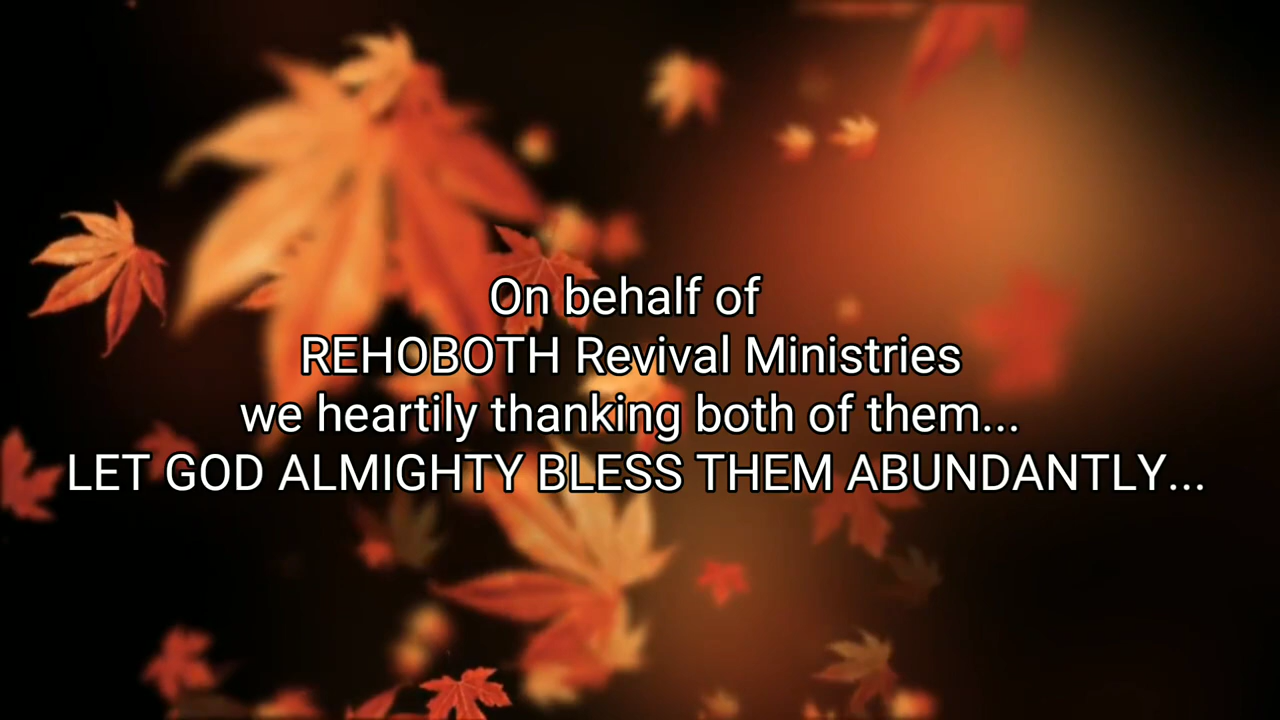 On behalf of
REHOBOTH Revival Ministries
we heartily thanking both of them...
LET GOD ALMIGHTY BLESS THEM ABUNDANTLY...